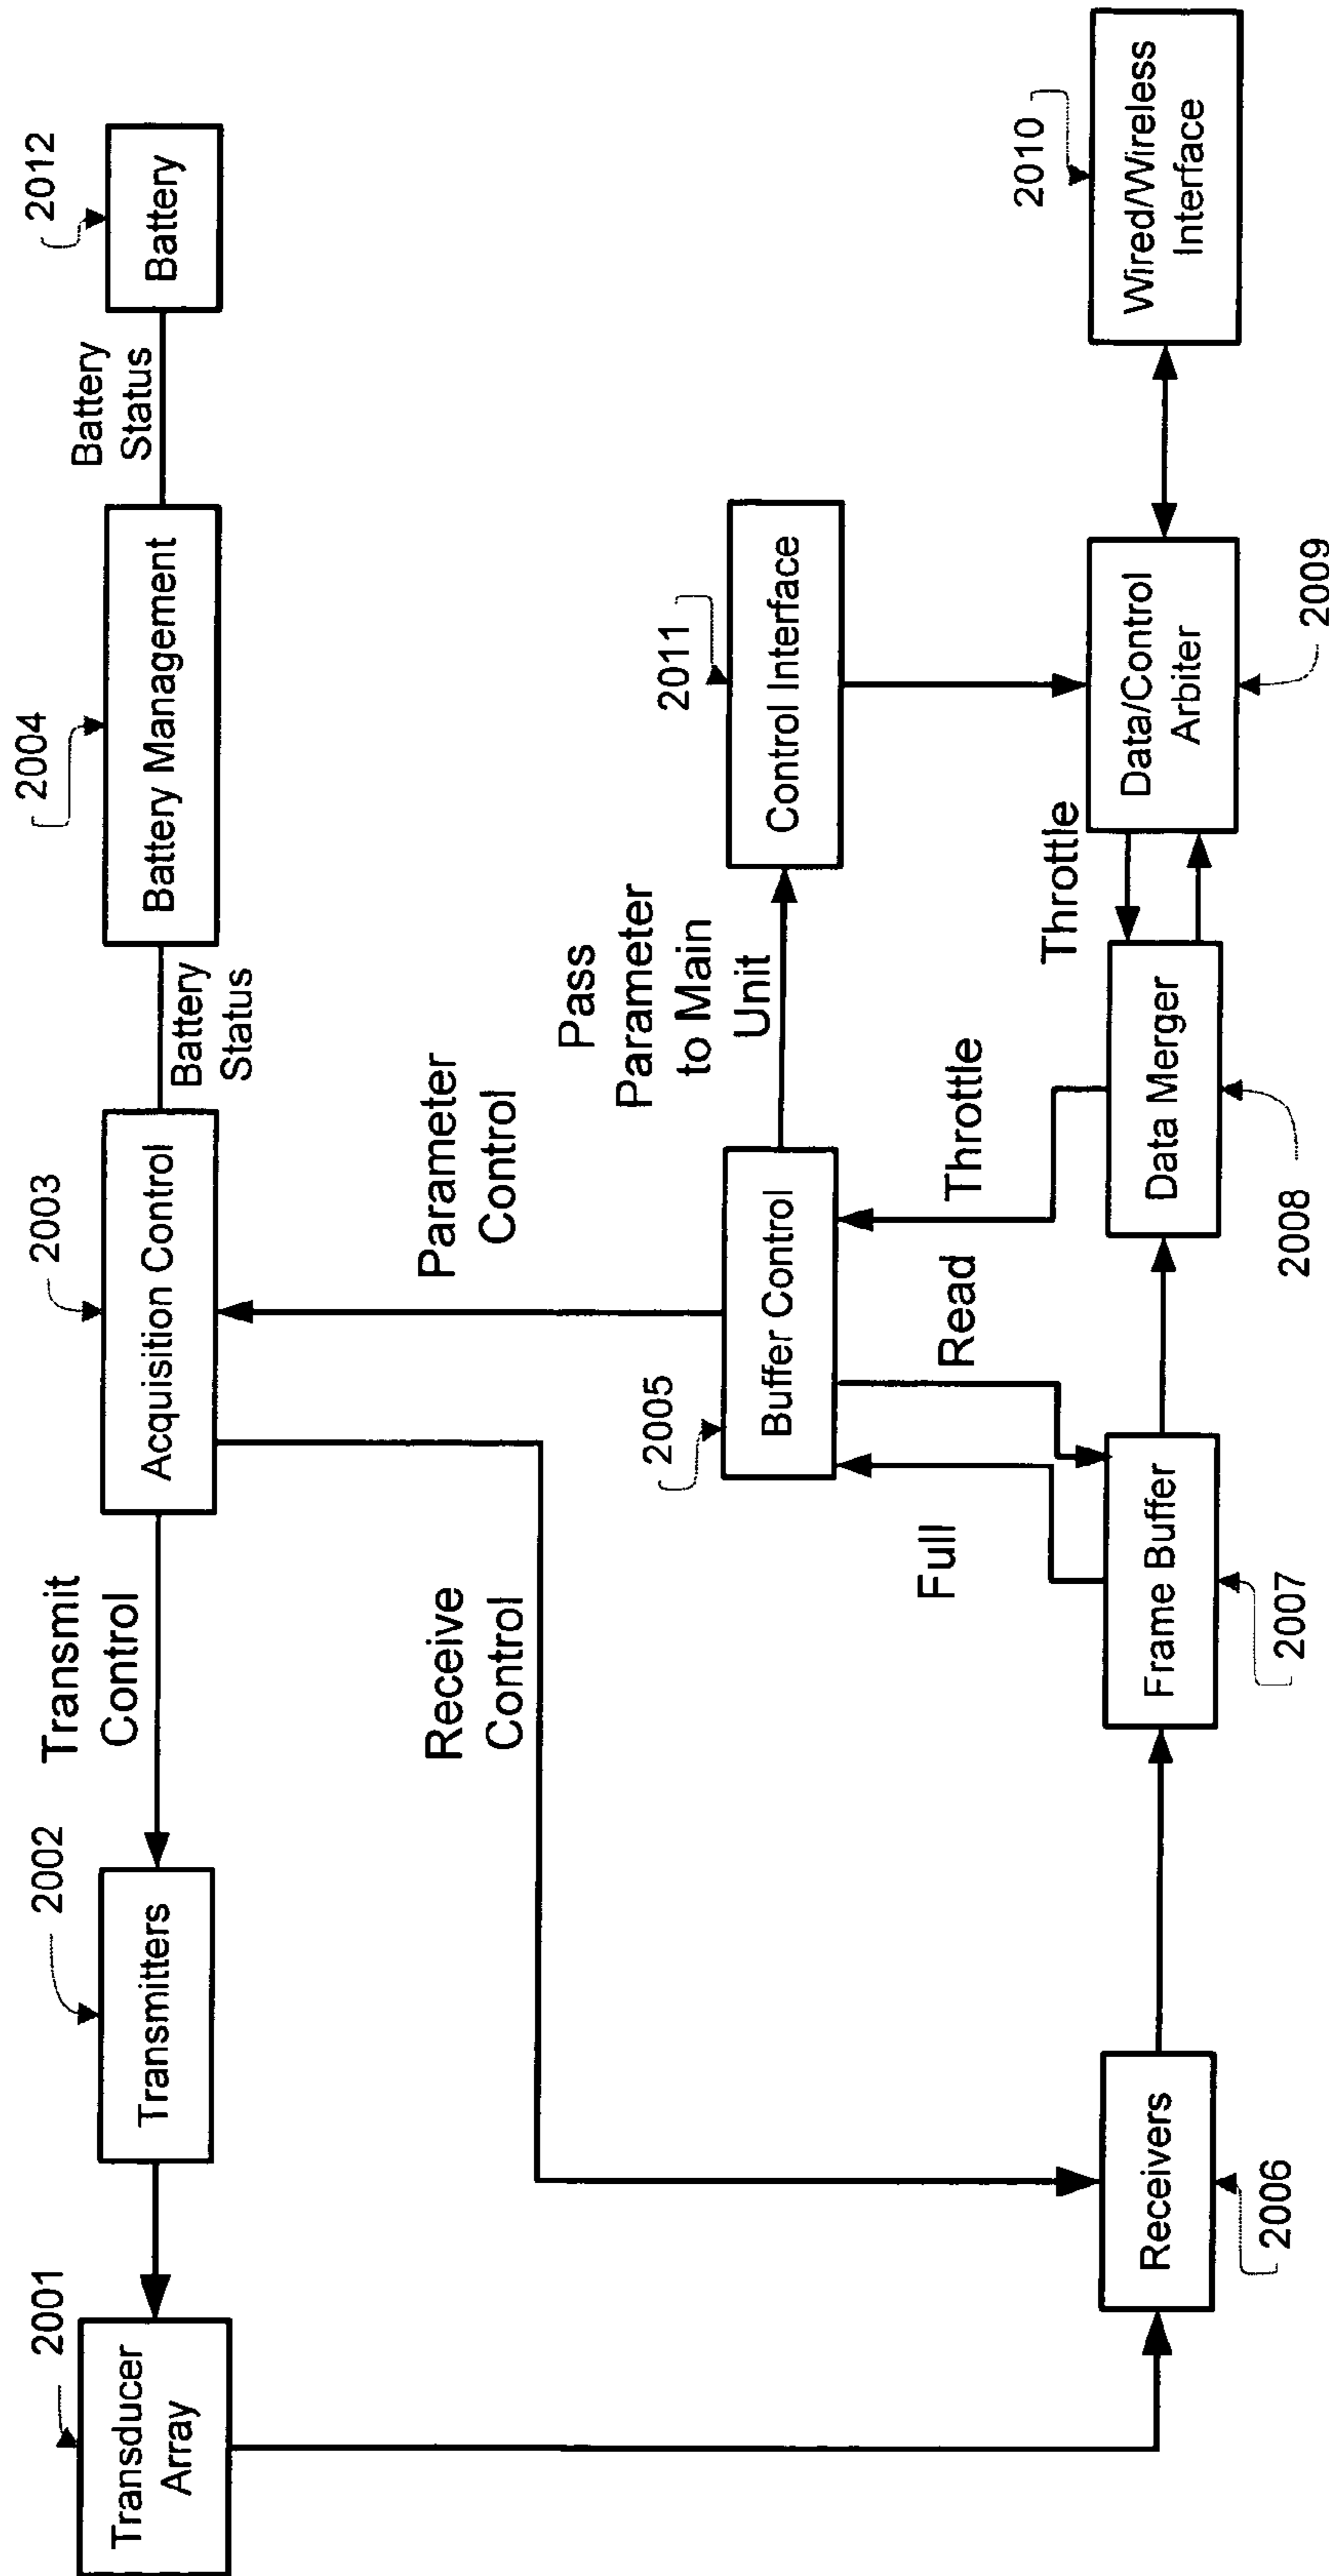 2001
Transducer
Array
2002
Transmitters
Transmit
Control
2003
Acquisition Control
Battery
Status
2004
Battery Management
Battery
Status
2012
Battery
Receive
Control
Parameter
Control
2005
Buffer Control
Pass
Parameter
to Main
Unit
2011
Control Interface
2010
Wired/Wireless
Interface
Full
Read
Throttle
Throttle
Receivers
2006
Frame Buffer
2007
Data Merger
2008
Data/Control
Arbiter
2009